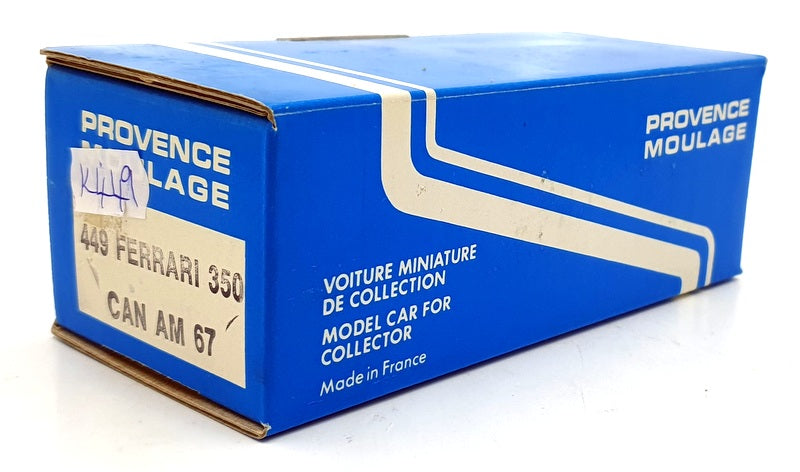 PROVENCE
MOULAGE
K449
449 FERRARI 350
CAN AM 67
VOITURE MINIATURE
DE COLLECTION
MODEL CAR FOR
COLLECTOR
Made in France
PROVENCE
MOULAGE